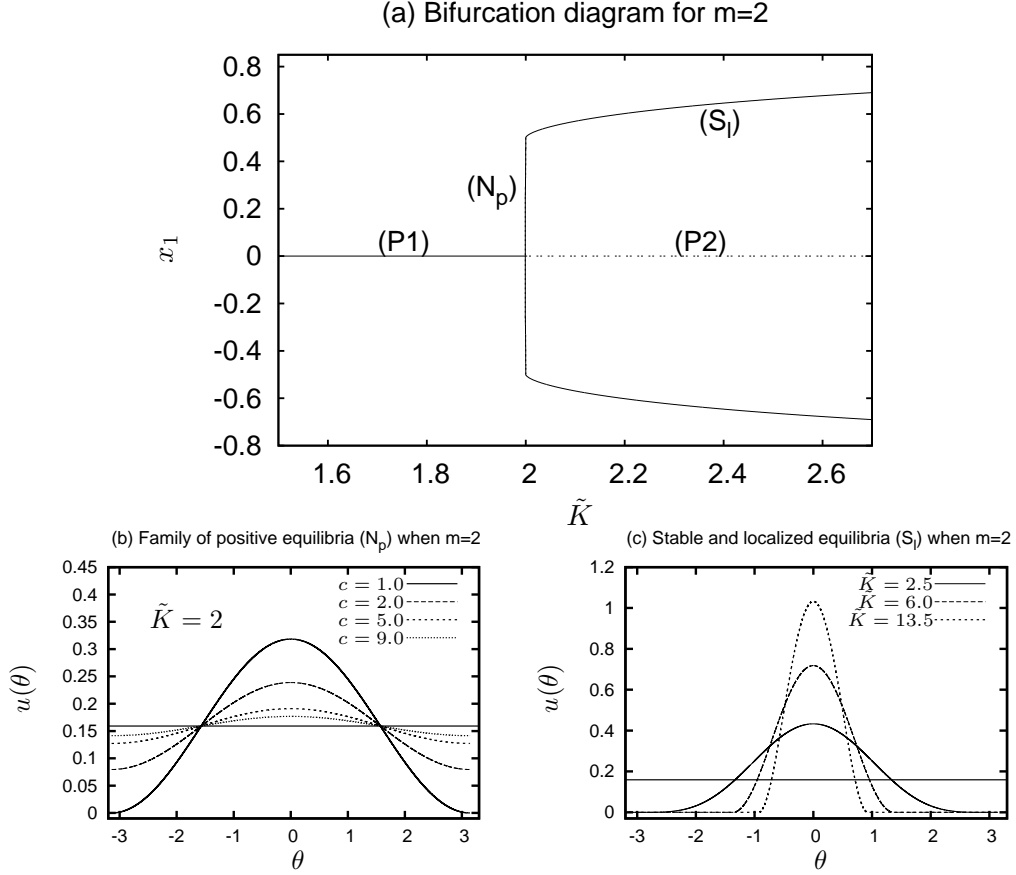 (a) Bifurcation diagram for m=2
0.8
0.6
0.4
0.2
0
-0.2
-0.4
-0.6
-0.8
x₁
(S_l)
(N_p)
(P1)
(P2)
1.6 1.8 2 2.2 2.4 2.6
K̃
(b) Family of positive equilibria (N_p) when m=2
0.45
0.4
0.35
0.3
0.25
0.2
0.15
0.1
0.05
0
u(θ)
K̃ = 2
c = 1.0
c = 2.0
c = 5.0
c = 9.0
-3 -2 -1 0 1 2 3
θ
(c) Stable and localized equilibria (S_l) when m=2
1.2
1
0.8
0.6
0.4
0.2
0
u(θ)
K̃ = 2.5
K̃ = 6.0
K̃ = 13.5
-3 -2 -1 0 1 2 3
θ